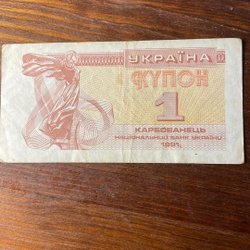 УКРАЇНА
КУПОН
1
КАРБОВАНЕЦЬ
НАЦІОНАЛЬНИЙ БАНК УКРАЇНИ
1991